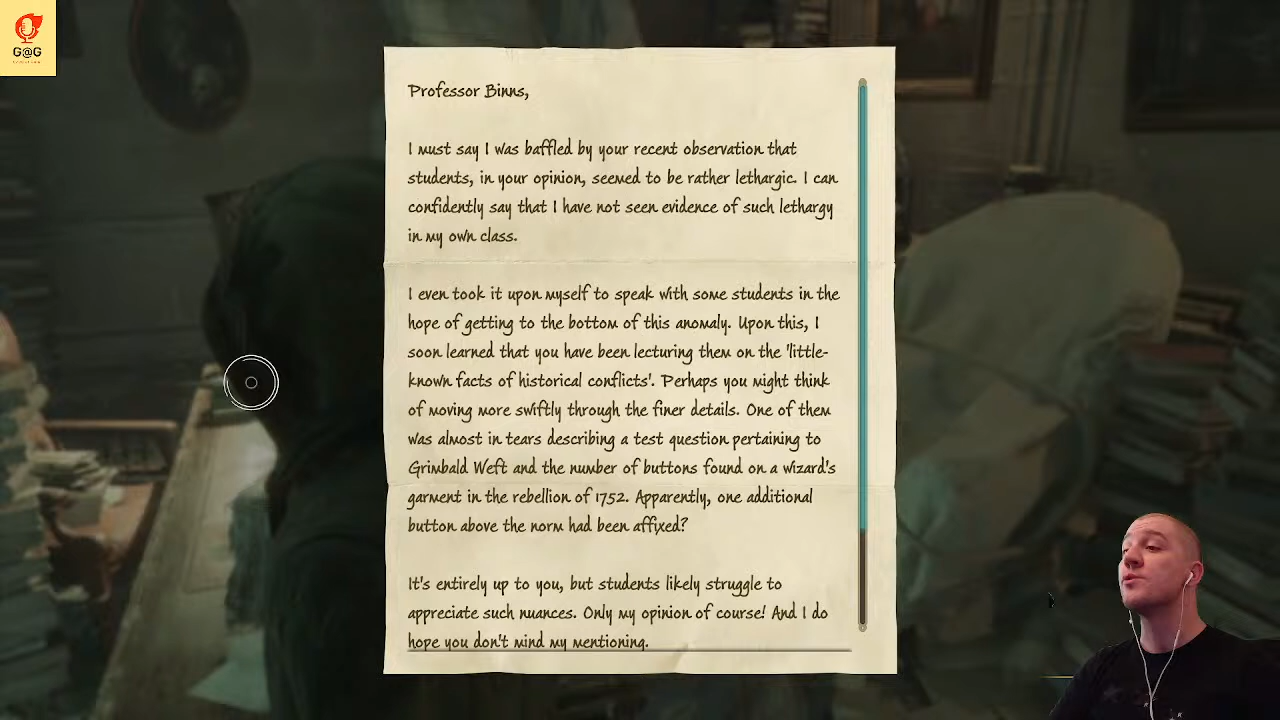 G@G
Professor Binns,
I must say I was baffled by your recent observation that
students, in your opinion, seemed to be rather lethargic. I can
confidently say that I have not seen evidence of such lethargy
in my own class.
I even took it upon myself to speak with some students in the
hope of getting to the bottom of this anomaly. Upon this, I
soon learned that you have been lecturing them on the 'little-
known facts of historical conflicts'. Perhaps you might think
of moving more swiftly through the finer details. One of them
was almost in tears describing a test question pertaining to
Grimbald Weft and the number of buttons found on a wizard's
garment in the rebellion of 1752. Apparently, one additional
button above the norm had been affixed?
It's entirely up to you, but students likely struggle to
appreciate such nuances. Only my opinion of course! And I do
hope you don't mind my mentioning.